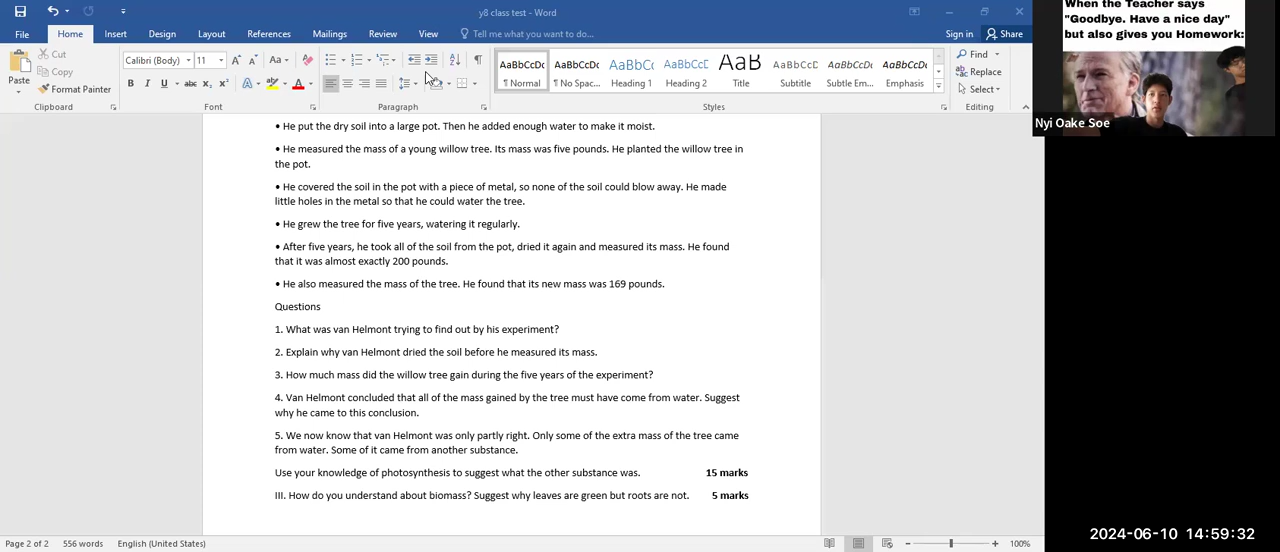 y8 class test - Word
File Home Insert Design Layout References Mailings Review View Tell me what you want to do... Sign in Share
Paste
Cut
Copy
Format Painter
Calibri (Body) 11
Clipboard Font Paragraph Styles Editing
AaBbCcDc AaBbCcDc AaBbCc AaBbCcC AaB AaBbCcD AaBbCcDc AaBbCcDc
¶ Normal ¶ No Spac... Heading 1 Heading 2 Title Subtitle Subtle Em... Emphasis
Find
Replace
Select
• He put the dry soil into a large pot. Then he added enough water to make it moist.
• He measured the mass of a young willow tree. Its mass was five pounds. He planted the willow tree in
the pot.
• He covered the soil in the pot with a piece of metal, so none of the soil could blow away. He made
little holes in the metal so that he could water the tree.
• He grew the tree for five years, watering it regularly.
• After five years, he took all of the soil from the pot, dried it again and measured its mass. He found
that it was almost exactly 200 pounds.
• He also measured the mass of the tree. He found that its new mass was 169 pounds.
Questions
1. What was van Helmont trying to find out by his experiment?
2. Explain why van Helmont dried the soil before he measured its mass.
3. How much mass did the willow tree gain during the five years of the experiment?
4. Van Helmont concluded that all of the mass gained by the tree must have come from water. Suggest
why he came to this conclusion.
5. We now know that van Helmont was only partly right. Only some of the extra mass of the tree came
from water. Some of it came from another substance.
Use your knowledge of photosynthesis to suggest what the other substance was. 15 marks
III. How do you understand about biomass? Suggest why leaves are green but roots are not. 5 marks
Page 2 of 2 556 words English (United States) 100%
When the Teacher says
"Goodbye. Have a nice day"
but also gives you Homework:
Nyi Oake Soe
2024-06-10 14:59:32